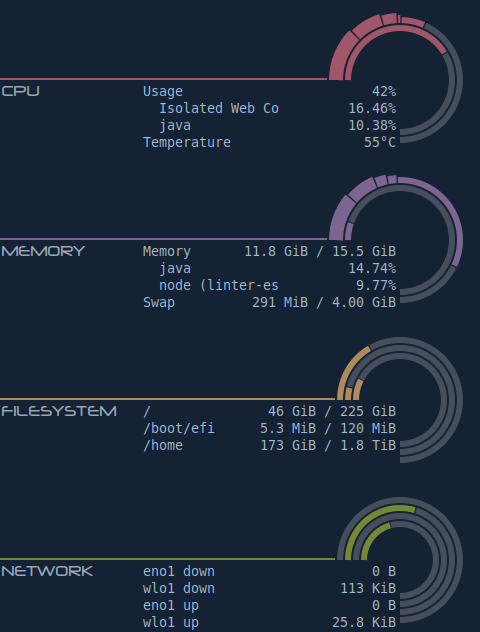 CPU Usage 42%
Isolated Web Co 16.46%
java 10.38%
Temperature 55°C
MEMORY Memory 11.8 GiB / 15.5 GiB
java 14.74%
node (linter-es 9.77%
Swap 291 MiB / 4.00 GiB
FILESYSTEM / 46 GiB / 225 GiB
/boot/efi 5.3 MiB / 120 MiB
/home 173 GiB / 1.8 TiB
NETWORK eno1 down 0 B
wlo1 down 113 KiB
eno1 up 0 B
wlo1 up 25.8 KiB